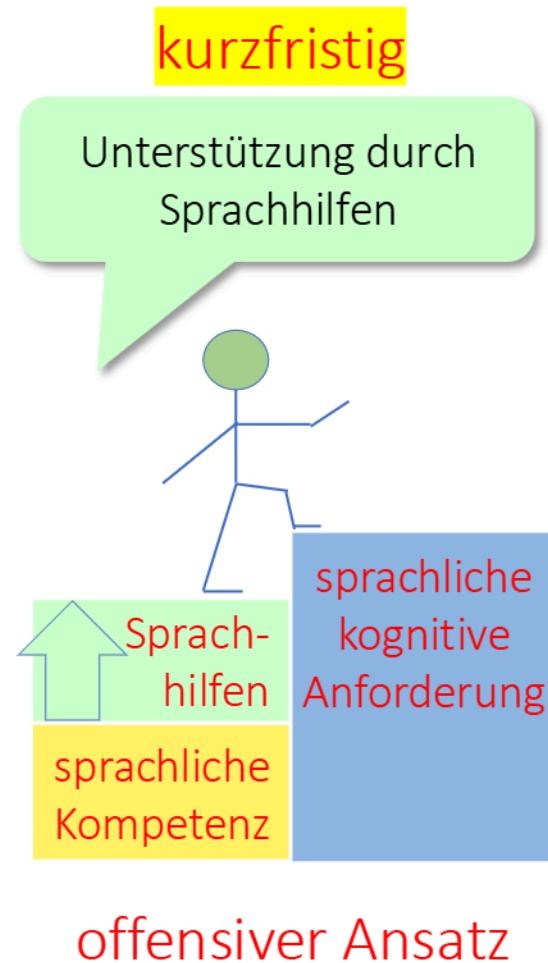 kurzfristig
Unterstützung durch
Sprachhilfen
Sprach-
hilfen
sprachliche
kognitive
Anforderung
sprachliche
Kompetenz
offensiver Ansatz